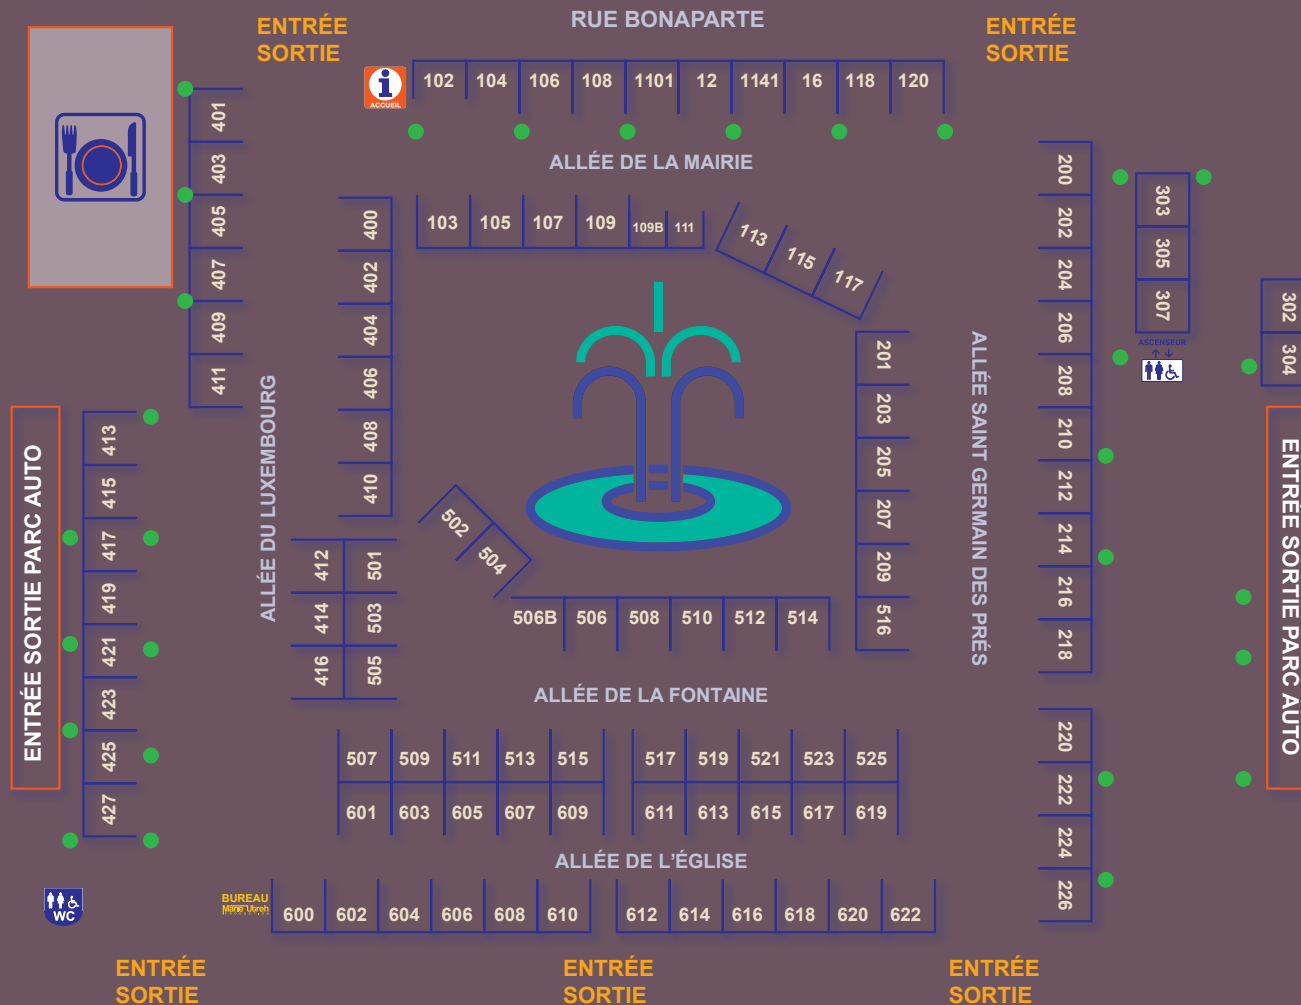 RUE BONAPARTE
ENTRÉE
SORTIE
ENTRÉE
SORTIE
ACCUEIL
102 104 106 108 1101 12 1141 16 118 120
ALLÉE DE LA MAIRIE
103 105 107 109 109B 111 113 115 117
401
403
405
407
409
411
400
402
404
406
408
410
413
415
417
419
421
423
425
427
ENTRÉE SORTIE PARC AUTO
ALLÉE DU LUXEMBOURG
412 501
414 503
416 505
502
504
506B 506 508 510 512 514
201
203
205
207
209
516
ALLÉE SAINT GERMAIN DES PRÉS
200
202
204
206
208
210
212
214
216
218
220
222
224
226
303
305
307
ASCENSEUR
302
304
ENTRÉE SORTIE PARC AUTO
ALLÉE DE LA FONTAINE
507 509 511 513 515 517 519 521 523 525
601 603 605 607 609 611 613 615 617 619
ALLÉE DE L'ÉGLISE
BUREAU
600 602 604 606 608 610 612 614 616 618 620 622
WC
ENTRÉE
SORTIE
ENTRÉE
SORTIE
ENTRÉE
SORTIE